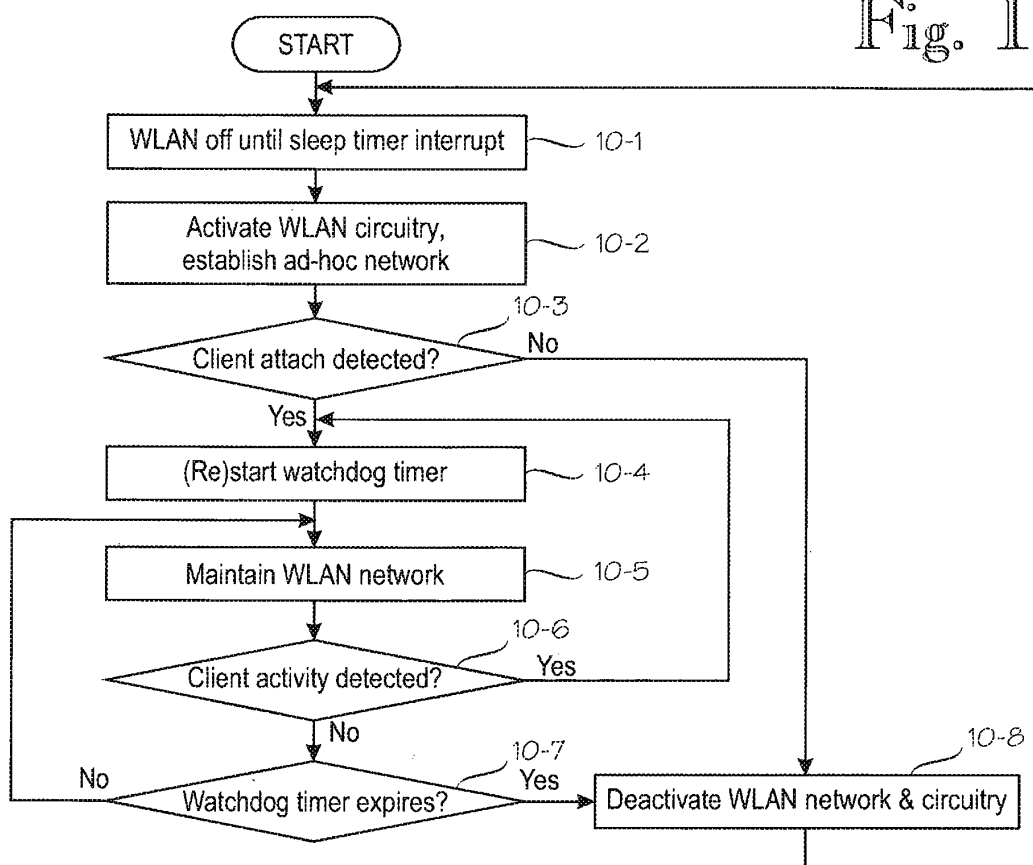 Fig. 1
START
WLAN off until sleep timer interrupt
10-1
Activate WLAN circuitry,
establish ad-hoc network
10-2
10-3
Client attach detected?
No
Yes
(Re)start watchdog timer
10-4
Maintain WLAN network
10-5
10-6
Client activity detected?
Yes
No
10-7
No
Watchdog timer expires?
Yes
10-8
Deactivate WLAN network & circuitry